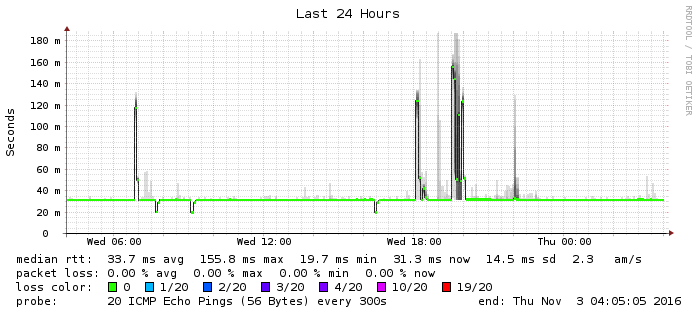 Last 24 Hours
RRDTOOL / TOBI OETIKER
Seconds
180 m
160 m
140 m
120 m
100 m
80 m
60 m
40 m
20 m
0
Wed 06:00 Wed 12:00 Wed 18:00 Thu 00:00
median rtt: 33.7 ms avg 155.8 ms max 19.7 ms min 31.3 ms now 14.5 ms sd 2.3 am/s
packet loss: 0.00 % avg 0.00 % max 0.00 % min 0.00 % now
loss color: 0 1/20 2/20 3/20 4/20 10/20 19/20
probe: 20 ICMP Echo Pings (56 Bytes) every 300s end: Thu Nov 3 04:05:05 2016